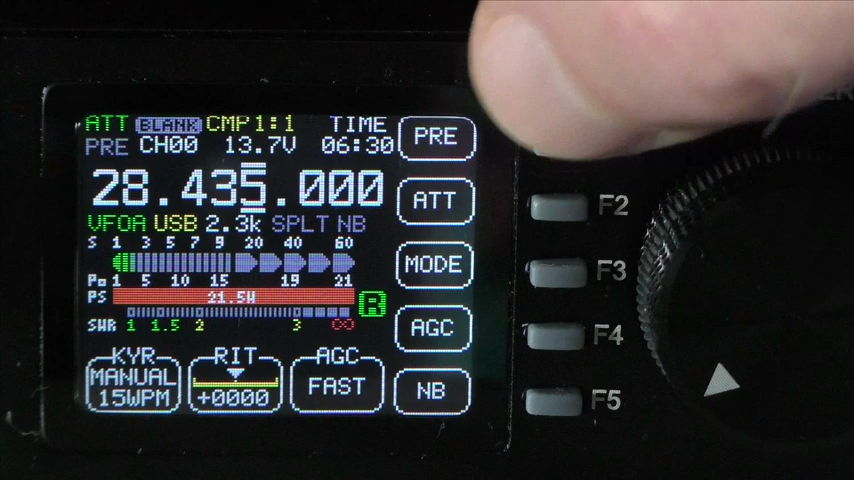 ATT BLANK CMP1:1 TIME
PRE CH00 13.7V 06:30
PRE
28.435.000
ATT
F2
VFOA USB 2.3k SPLT NB
S 1 3 5 7 9 20 40 60
MODE
F3
Po 1 5 10 15 19 21
PS 21.5W
R
SWR 1 1.5 2 3 ∞
AGC
F4
KYR RIT AGC
MANUAL
15WPM
+0000
FAST
NB
F5